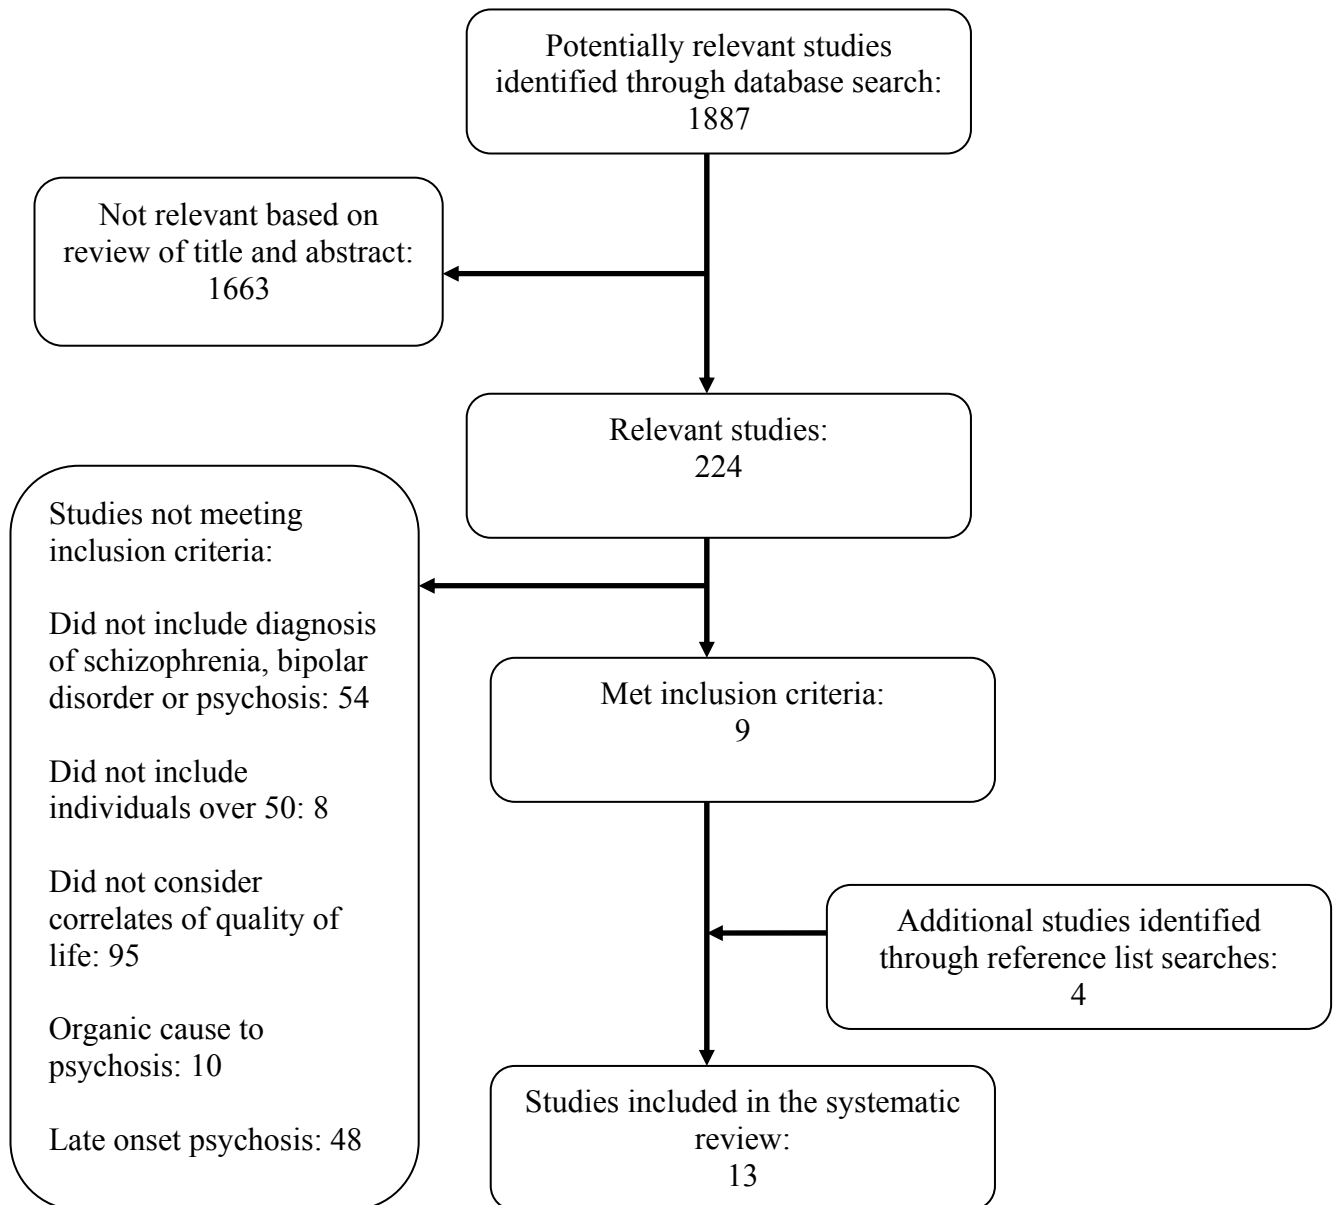 Potentially relevant studies
identified through database search:
1887
Not relevant based on
review of title and abstract:
1663
Relevant studies:
224
Studies not meeting
inclusion criteria:
Did not include diagnosis
of schizophrenia, bipolar
disorder or psychosis: 54
Did not include
individuals over 50: 8
Did not consider
correlates of quality of
life: 95
Organic cause to
psychosis: 10
Late onset psychosis: 48
Met inclusion criteria:
9
Additional studies identified
through reference list searches:
4
Studies included in the systematic
review:
13